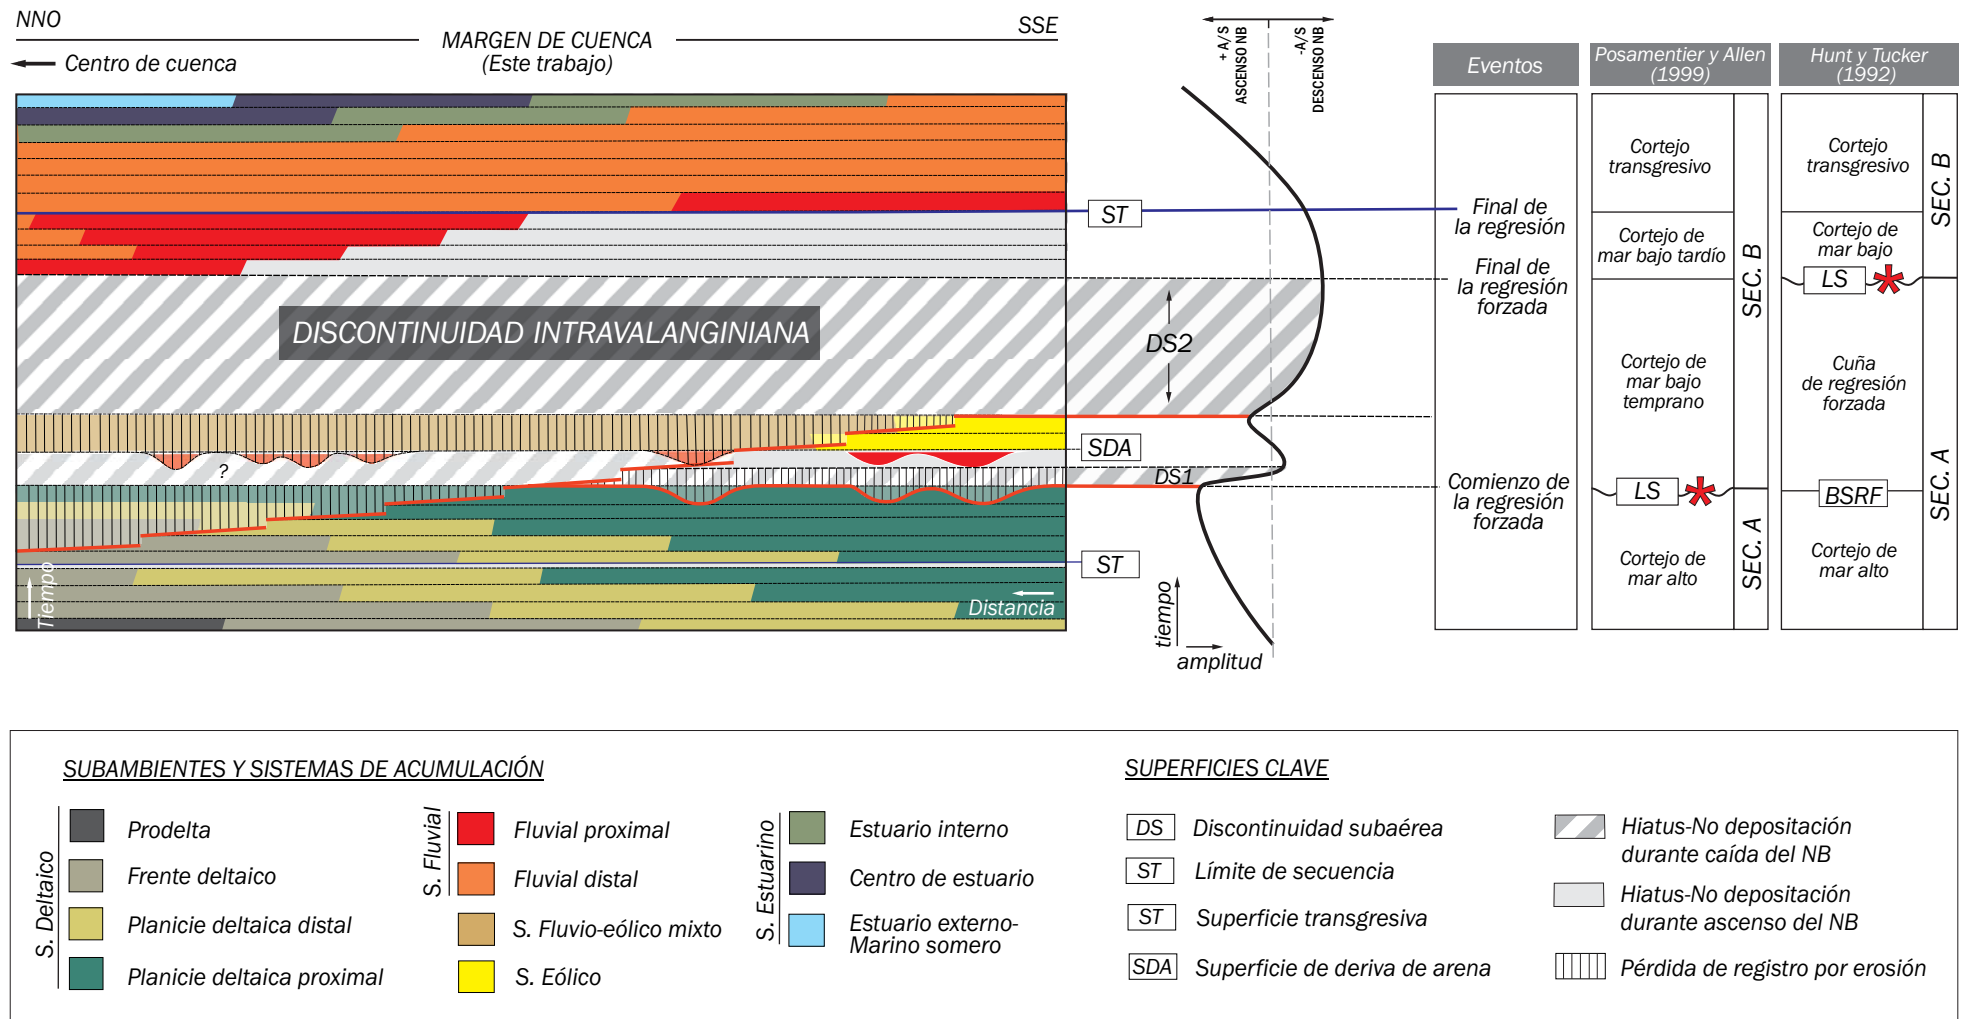 NNO
SSE
MARGEN DE CUENCA
(Este trabajo)
Centro de cuenca
+ A/S
ASCENSO NB
-A/S
DESCENSO NB
Eventos
Posamentier y Allen
(1999)
Hunt y Tucker
(1992)
DISCONTINUIDAD INTRAVALANGINIANA
?
Tiempo
Distancia
ST
DS2
SDA
DS1
ST
tiempo
amplitud
Final de
la regresión
Final de
la regresión
forzada
Comienzo de
la regresión
forzada
Cortejo
transgresivo
Cortejo de
mar bajo tardío
Cortejo de
mar bajo
temprano
LS
Cortejo de
mar alto
SEC. B
SEC. A
Cortejo
transgresivo
Cortejo de
mar bajo
LS
Cuña
de regresión
forzada
BSRF
Cortejo de
mar alto
SEC. B
SEC. A
SUBAMBIENTES Y SISTEMAS DE ACUMULACIÓN
S. Deltaico
Prodelta
Frente deltaico
Planicie deltaica distal
Planicie deltaica proximal
S. Fluvial
Fluvial proximal
Fluvial distal
S. Fluvio-eólico mixto
S. Eólico
S. Estuarino
Estuario interno
Centro de estuario
Estuario externo-
Marino somero
SUPERFICIES CLAVE
DS Discontinuidad subaérea
ST Límite de secuencia
ST Superficie transgresiva
SDA Superficie de deriva de arena
Hiatus-No depositación
durante caída del NB
Hiatus-No depositación
durante ascenso del NB
Pérdida de registro por erosión